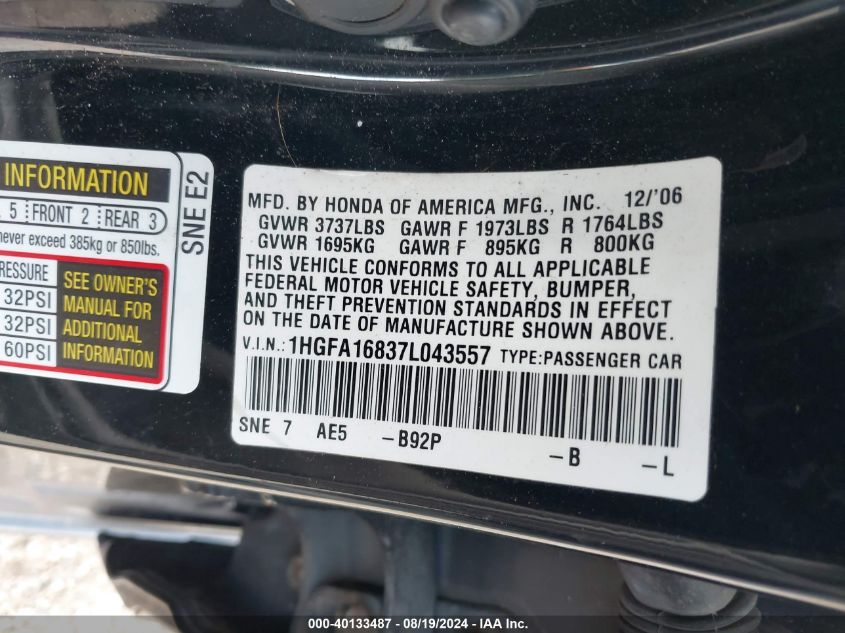 INFORMATION
5 FRONT 2 REAR 3
never exceed 385kg or 850lbs.
PRESSURE
32PSI
32PSI
60PSI
SEE OWNER'S
MANUAL FOR
ADDITIONAL
INFORMATION
SNE E2
MFD. BY HONDA OF AMERICA MFG., INC. 12/'06
GVWR 3737LBS GAWR F 1973LBS R 1764LBS
GVWR 1695KG GAWR F 895KG R 800KG
THIS VEHICLE CONFORMS TO ALL APPLICABLE
FEDERAL MOTOR VEHICLE SAFETY, BUMPER,
AND THEFT PREVENTION STANDARDS IN EFFECT
ON THE DATE OF MANUFACTURE SHOWN ABOVE.
V.I.N.: 1HGFA16837L043557 TYPE:PASSENGER CAR
SNE 7 AE5 -B92P -B -L
000-40133487 - 08/19/2024 - IAA Inc.